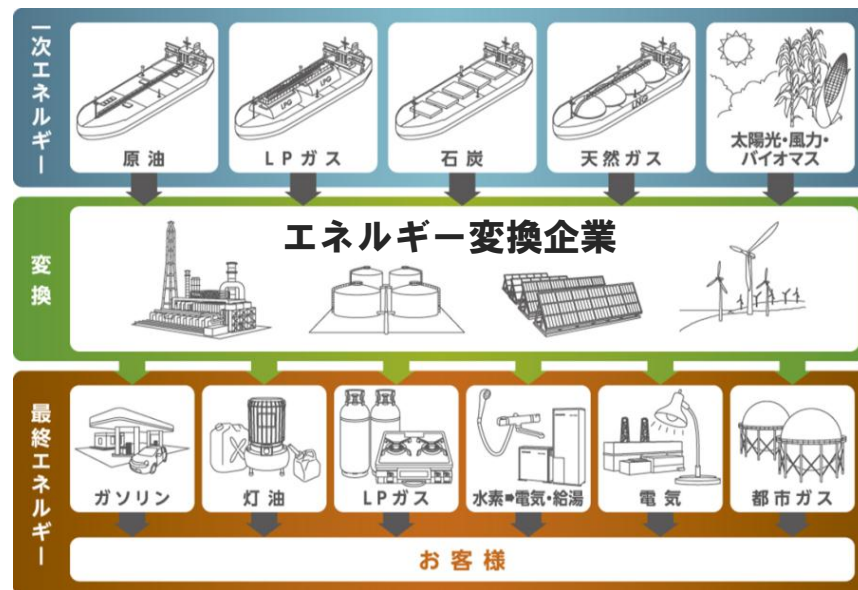 一次エネルギー
原油
LPガス
石炭
LNG
天然ガス
太陽光・風力・
バイオマス
変換
エネルギー変換企業
最終エネルギー
ガソリン
灯油
LPガス
水素➡電気・給湯
電気
都市ガス
お客様